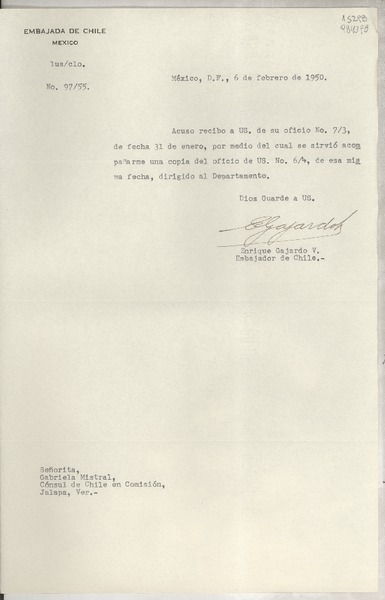 EMBAJADA DE CHILE
MEXICO
lus/clo.
No. 97/55.
México, D.F., 6 de febrero de 1950.
Acuso recibo a US. de su oficio No. 7/3,
de fecha 31 de enero, por medio del cual se sirvió acom
pañarme una copia del oficio de US. No. 6/4, de esa mis
ma fecha, dirigido al Departamento.
Dios Guarde a US.
EGajardo
Enrique Gajardo V.
Embajador de Chile.-
Señorita,
Gabriela Mistral,
Cónsul de Chile en Comisión,
Jalapa, Ver.-